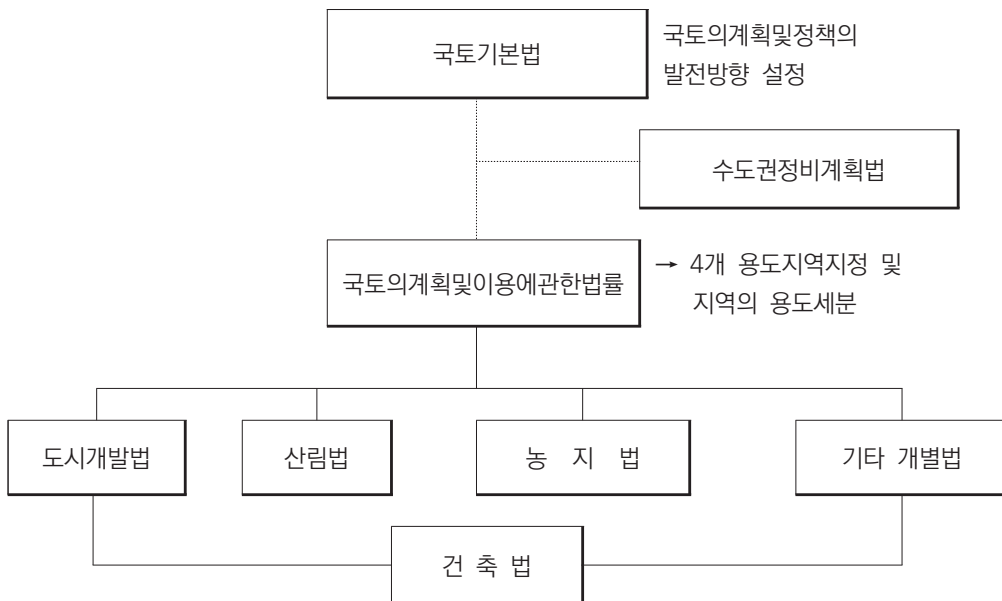 국토기본법
국토의계획및정책의
발전방향 설정
수도권정비계획법
국토의계획및이용에관한법률
→ 4개 용도지역지정 및
지역의 용도세분
도시개발법
산림법
농 지 법
기타 개별법
건 축 법